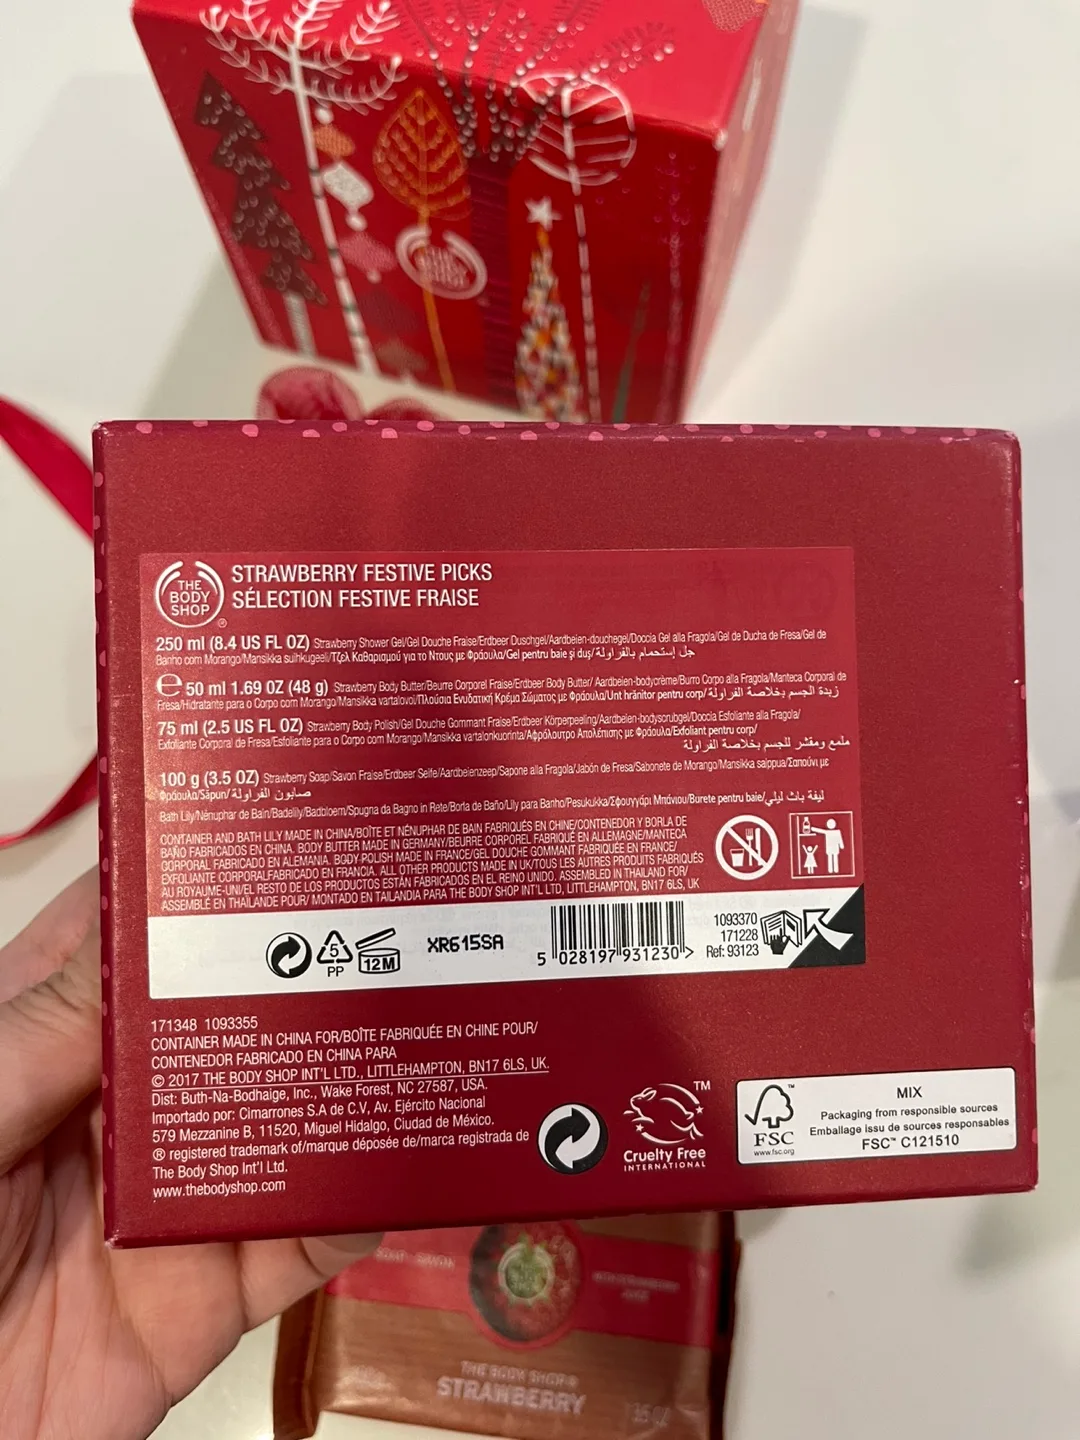 THE BODY SHOP
THE
BODY
SHOP
®
STRAWBERRY FESTIVE PICKS
SÉLECTION FESTIVE FRAISE
250 ml (8.4 US FL OZ) Strawberry Shower Gel/Gel Douche Fraise/Erdbeer Duschgel/Aardbeien-douchegel/Doccia Gel alla Fragola/Gel de Ducha de Fresa/Gel de
Banho com Morango/Mansikka suihkugeeli/Τζελ Καθαρισμού για το Ντους με Φράουλα/Gel pentru baie și duș/جل إستحمام بالفراولة
℮ 50 ml 1.69 OZ (48 g) Strawberry Body Butter/Beurre Corporel Fraise/Erdbeer Body Butter/ Aardbeien-bodycrème/Burro Corpo alla Fragola/Manteca Corporal de
Fresa/Hidratante para o Corpo com Morango/Mansikka vartalovoi/Πλούσια Ενυδατική Κρέμα Σώματος με Φράουλα/Unt hrănitor pentru corp/زبدة الجسم بخلاصة الفراولة
75 ml (2.5 US FL OZ) Strawberry Body Polish/Gel Douche Gommant Fraise/Erdbeer Körperpeeling/Aardbeien-bodyscrubgel/Doccia Esfoliante alla Fragola/
Exfoliante Corporal de Fresa/Esfoliante para o Corpo com Morango/Mansikka vartalonkuorinta/Αφρόλουτρο Απολέπισης με Φράουλα/Exfoliant pentru corp/
ملمع ومقشر للجسم بخلاصة الفراولة
100 g (3.5 OZ) Strawberry Soap/Savon Fraise/Erdbeer Seife/Aardbeienzeep/Sapone alla Fragola/Jabón de Fresa/Sabonete de Morango/Mansikka saippua/Σαπούνι με
Φράουλα/Săpun/صابون الفراولة
Bath Lily/Nénuphar de Bain/Badelily/Badbloem/Spugna da Bagno in Rete/Borla de Baño/Lily para Banho/Pesukukka/Σφουγγάρι Μπάνιου/Burete pentru baie/ليفة باث ليلي
CONTAINER AND BATH LILY MADE IN CHINA/BOÎTE ET NÉNUPHAR DE BAIN FABRIQUÉS EN CHINE/CONTENEDOR Y BORLA DE
BAÑO FABRICADOS EN CHINA. BODY BUTTER MADE IN GERMANY/BEURRE CORPOREL FABRIQUÉ EN ALLEMAGNE/MANTECA
CORPORAL FABRICADO EN ALEMANIA. BODY POLISH MADE IN FRANCE/GEL DOUCHE GOMMANT FABRIQUÉ EN FRANCE/
EXFOLIANTE CORPORALFABRICADO EN FRANCIA. ALL OTHER PRODUCTS MADE IN UK/TOUS LES AUTRES PRODUITS FABRIQUÉS
AU ROYAUME-UNI/EL RESTO DE LOS PRODUCTOS ESTÁN FABRICADOS EN EL REINO UNIDO. ASSEMBLED IN THAILAND FOR/
ASSEMBLÉ EN THAÏLANDE POUR/ MONTADO EN TAILANDIA PARA THE BODY SHOP INT'L LTD, LITTLEHAMPTON, BN17 6LS, UK
5
PP
12M
XR615SA
5 028197 931230 >
1093370
171228
Ref: 93123
171348 1093355
CONTAINER MADE IN CHINA FOR/BOÎTE FABRIQUÉE EN CHINE POUR/
CONTENEDOR FABRICADO EN CHINA PARA
© 2017 THE BODY SHOP INT'L LTD., LITTLEHAMPTON, BN17 6LS, UK.
Dist: Buth-Na-Bodhaige, Inc., Wake Forest, NC 27587, USA.
Importado por: Cimarrones S.A de C.V, Av. Ejército Nacional
579 Mezzanine B, 11520, Miguel Hidalgo, Ciudad de México.
® registered trademark of/marque déposée de/marca registrada de
The Body Shop Int'l Ltd.
www.thebodyshop.com
TM
Cruelty Free
INTERNATIONAL
FSC
www.fsc.org
MIX
Packaging from responsible sources
Emballage issu de sources responsables
FSC™ C121510
SOAP · SAVON
THE BODY SHOP®
STRAWBERRY